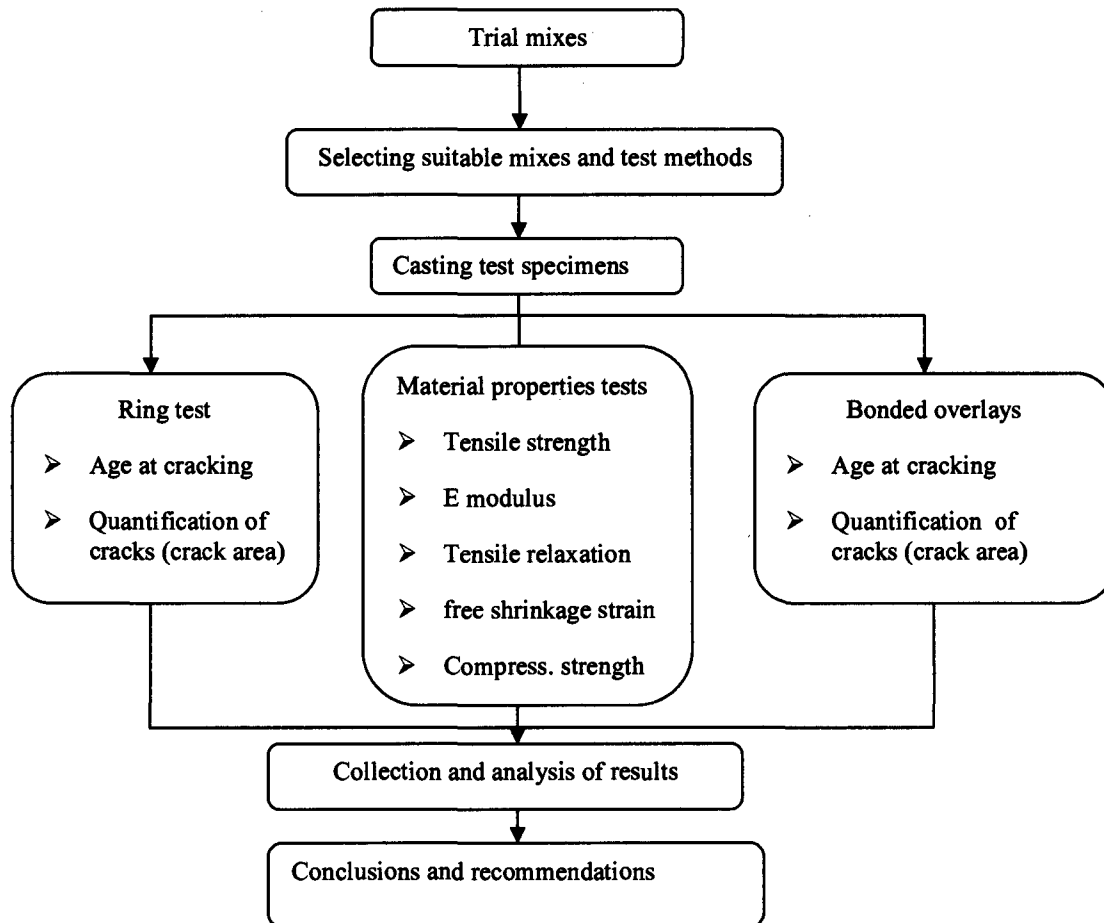 Trial mixes
Selecting suitable mixes and test methods
Casting test specimens
Ring test
➤ Age at cracking
➤ Quantification of
cracks (crack area)
Material properties tests
➤ Tensile strength
➤ E modulus
➤ Tensile relaxation
➤ free shrinkage strain
➤ Compress. strength
Bonded overlays
➤ Age at cracking
➤ Quantification of
cracks (crack area)
Collection and analysis of results
Conclusions and recommendations